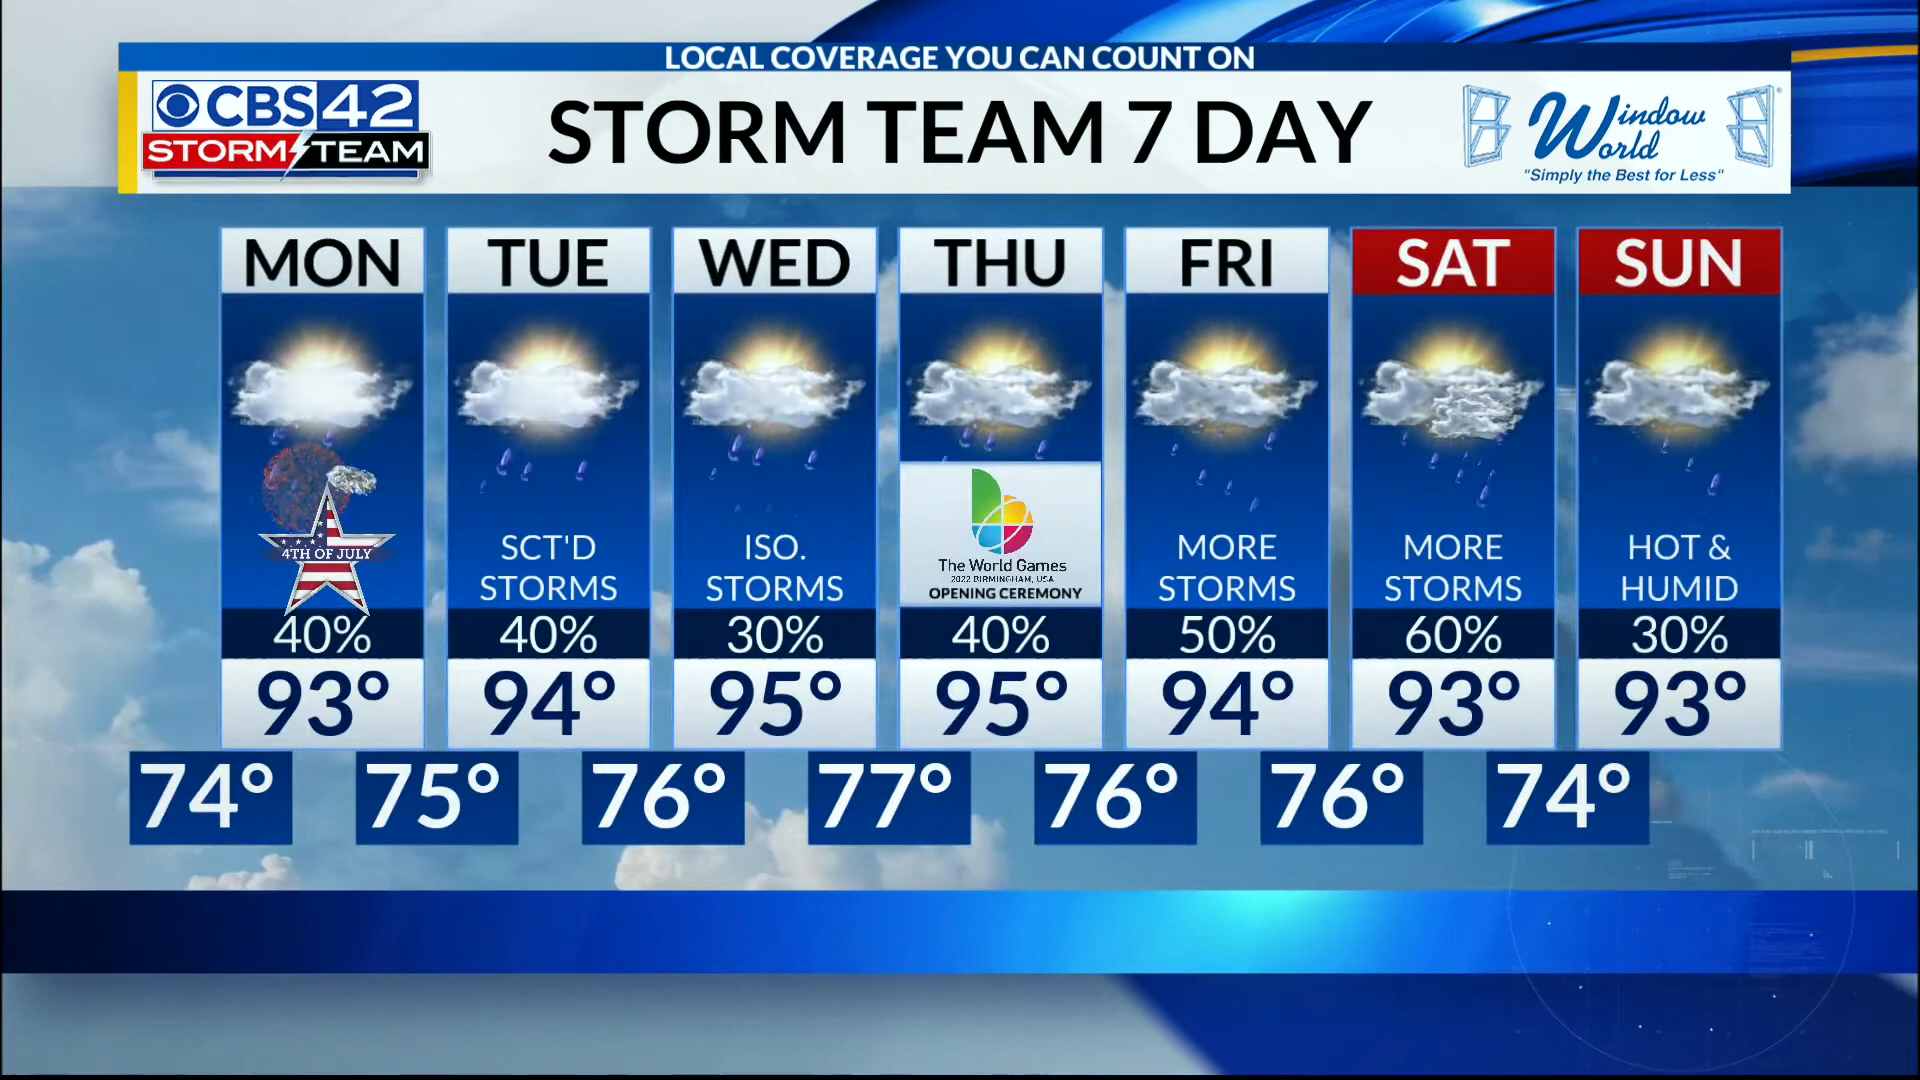 LOCAL COVERAGE YOU CAN COUNT ON
CBS 42
STORM TEAM
STORM TEAM 7 DAY
Window World
"Simply the Best for Less"
MON TUE WED THU FRI SAT SUN
4TH OF JULY
SCT'D STORMS
ISO. STORMS
The World Games
2022 BIRMINGHAM, USA
OPENING CEREMONY
MORE STORMS
MORE STORMS
HOT & HUMID
40% 40% 30% 40% 50% 60% 30%
93° 94° 95° 95° 94° 93° 93°
74° 75° 76° 77° 76° 76° 74°